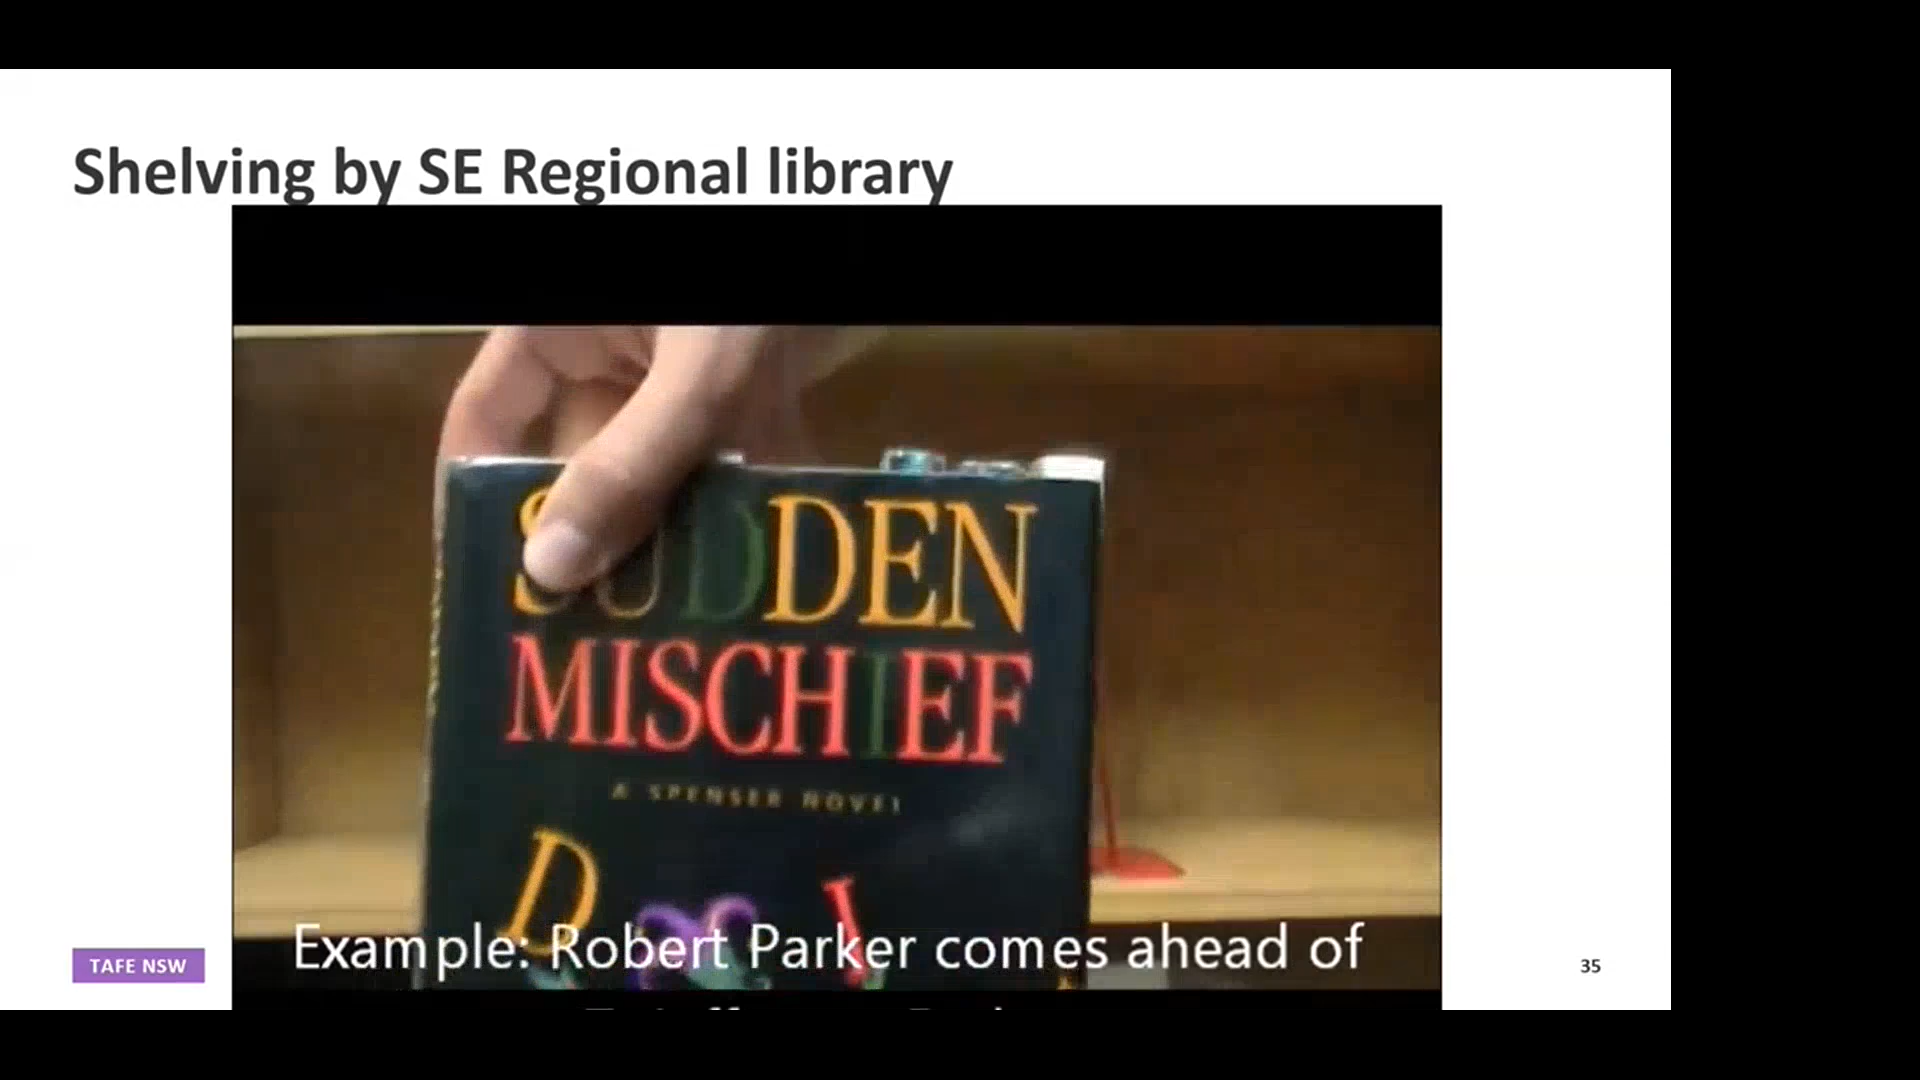 Shelving by SE Regional library
SUDDEN
MISCHIEF
A SPENSER NOVEL
Example: Robert Parker comes ahead of
TAFE NSW
35